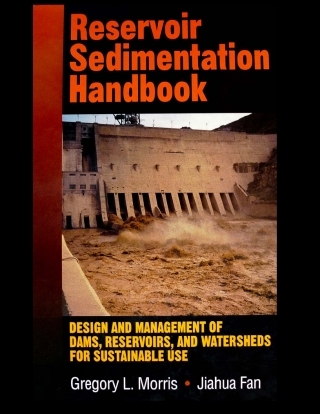 Reservoir
Sedimentation
Handbook
DESIGN AND MANAGEMENT OF
DAMS, RESERVOIRS, AND WATERSHEDS
FOR SUSTAINABLE USE
Gregory L. Morris • Jiahua Fan